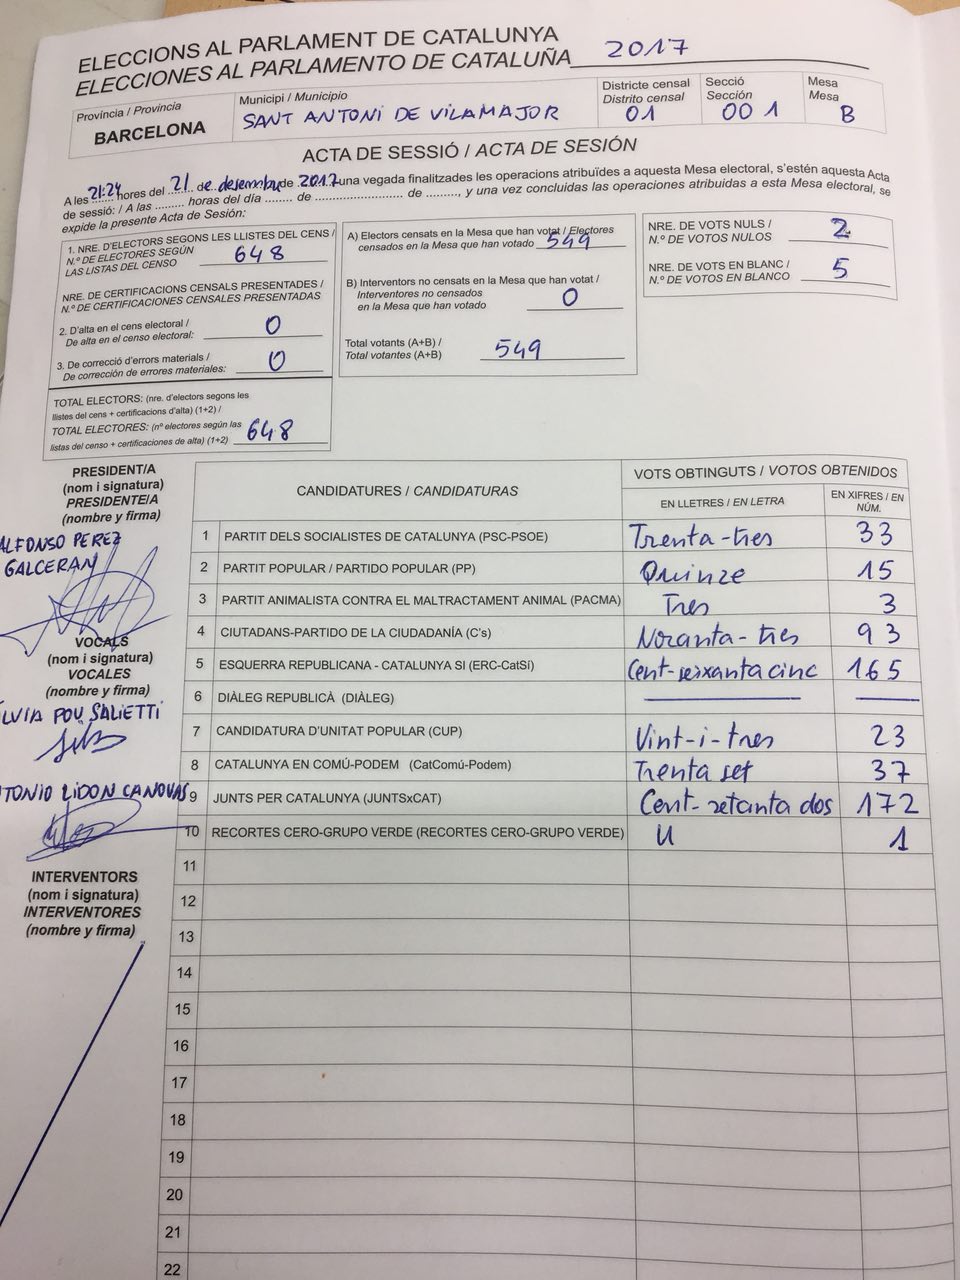 ELECCIONS AL PARLAMENT DE CATALUNYA
ELECCIONES AL PARLAMENTO DE CATALUÑA 2017
Província / Provincia
BARCELONA
Municipi / Municipio
SANT ANTONI DE VILAMAJOR
Districte censal
Distrito censal
01
Secció
Sección
00 1
Mesa
Mesa
B
ACTA DE SESSIÓ / ACTA DE SESIÓN
A les 21:24 hores del 21 de desembre de 2017 una vegada finalitzades les operacions atribuïdes a aquesta Mesa electoral, s'estén aquesta Acta
de sessió: / A las ......... horas del día ........ de ........................ de ........, y una vez concluidas las operaciones atribuidas a esta Mesa electoral, se
expide la presente Acta de Sesión:
1. NRE. D'ELECTORS SEGONS LES LLISTES DEL CENS /
N.º DE ELECTORES SEGÚN
LAS LISTAS DEL CENSO 648
NRE. DE CERTIFICACIONS CENSALS PRESENTADES /
N.º DE CERTIFICACIONES CENSALES PRESENTADAS
2. D'alta en el cens electoral /
De alta en el censo electoral: 0
3. De correcció d'errors materials /
De corrección de errores materiales: 0
TOTAL ELECTORS: (nre. d'electors segons les
llistes del cens + certificacions d'alta) (1+2) /
TOTAL ELECTORES: (nº electores según las
listas del censo + certificaciones de alta) (1+2) 648
A) Electors censats en la Mesa que han votat / Electores
censados en la Mesa que han votado 549
B) Interventors no censats en la Mesa que han votat /
Interventores no censados
en la Mesa que han votado 0
Total votants (A+B) /
Total votantes (A+B) 549
NRE. DE VOTS NULS /
N.º DE VOTOS NULOS 2
NRE. DE VOTS EN BLANC /
N.º DE VOTOS EN BLANCO 5
PRESIDENT/A
(nom i signatura)
PRESIDENTE/A
(nombre y firma)
ALFONSO PEREZ
GALCERAN
VOCALS
(nom i signatura)
VOCALES
(nombre y firma)
LVIA POU SALIETTI
TONIO LIDON CANOVAS
INTERVENTORS
(nom i signatura)
INTERVENTORES
(nombre y firma)
CANDIDATURES / CANDIDATURAS
VOTS OBTINGUTS / VOTOS OBTENIDOS
EN LLETRES / EN LETRA
EN XIFRES / EN
NÚM.
1 PARTIT DELS SOCIALISTES DE CATALUNYA (PSC-PSOE) Trenta-tres 33
2 PARTIT POPULAR / PARTIDO POPULAR (PP) Quinze 15
3 PARTIT ANIMALISTA CONTRA EL MALTRACTAMENT ANIMAL (PACMA) Tres 3
4 CIUTADANS-PARTIDO DE LA CIUDADANÍA (C's) Noranta-tres 93
5 ESQUERRA REPUBLICANA - CATALUNYA SI (ERC-CatSí) Cent-seixanta cinc 165
6 DIÀLEG REPUBLICÀ (DIÀLEG)
7 CANDIDATURA D'UNITAT POPULAR (CUP) Vint-i-tres 23
8 CATALUNYA EN COMÚ-PODEM (CatComú-Podem) Trenta set 37
9 JUNTS PER CATALUNYA (JUNTSxCAT) Cent-setanta dos 172
10 RECORTES CERO-GRUPO VERDE (RECORTES CERO-GRUPO VERDE) U 1
11
12
13
14
15
16
17
18
19
20
21
22